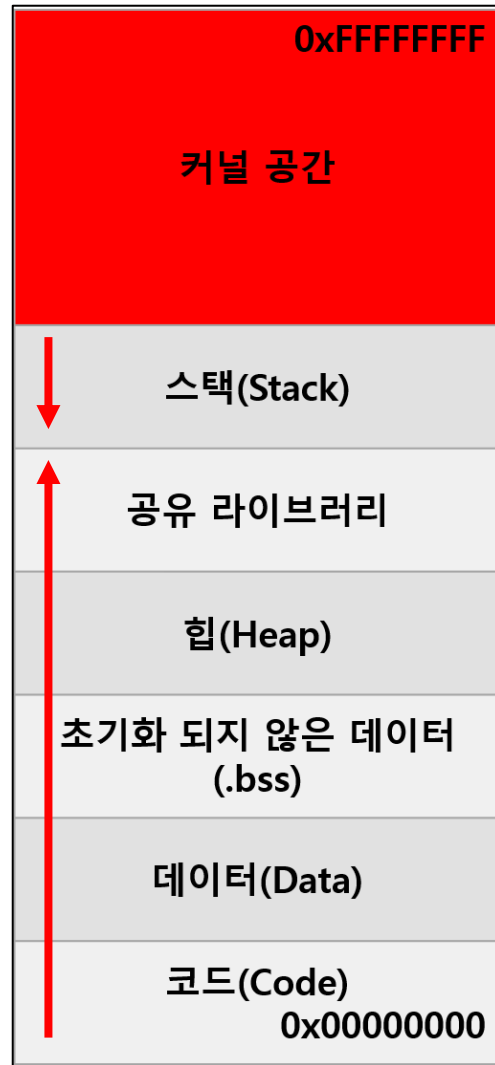 0xFFFFFFFF
커널 공간
스택(Stack)
공유 라이브러리
힙(Heap)
초기화 되지 않은 데이터
(.bss)
데이터(Data)
코드(Code)
0x00000000